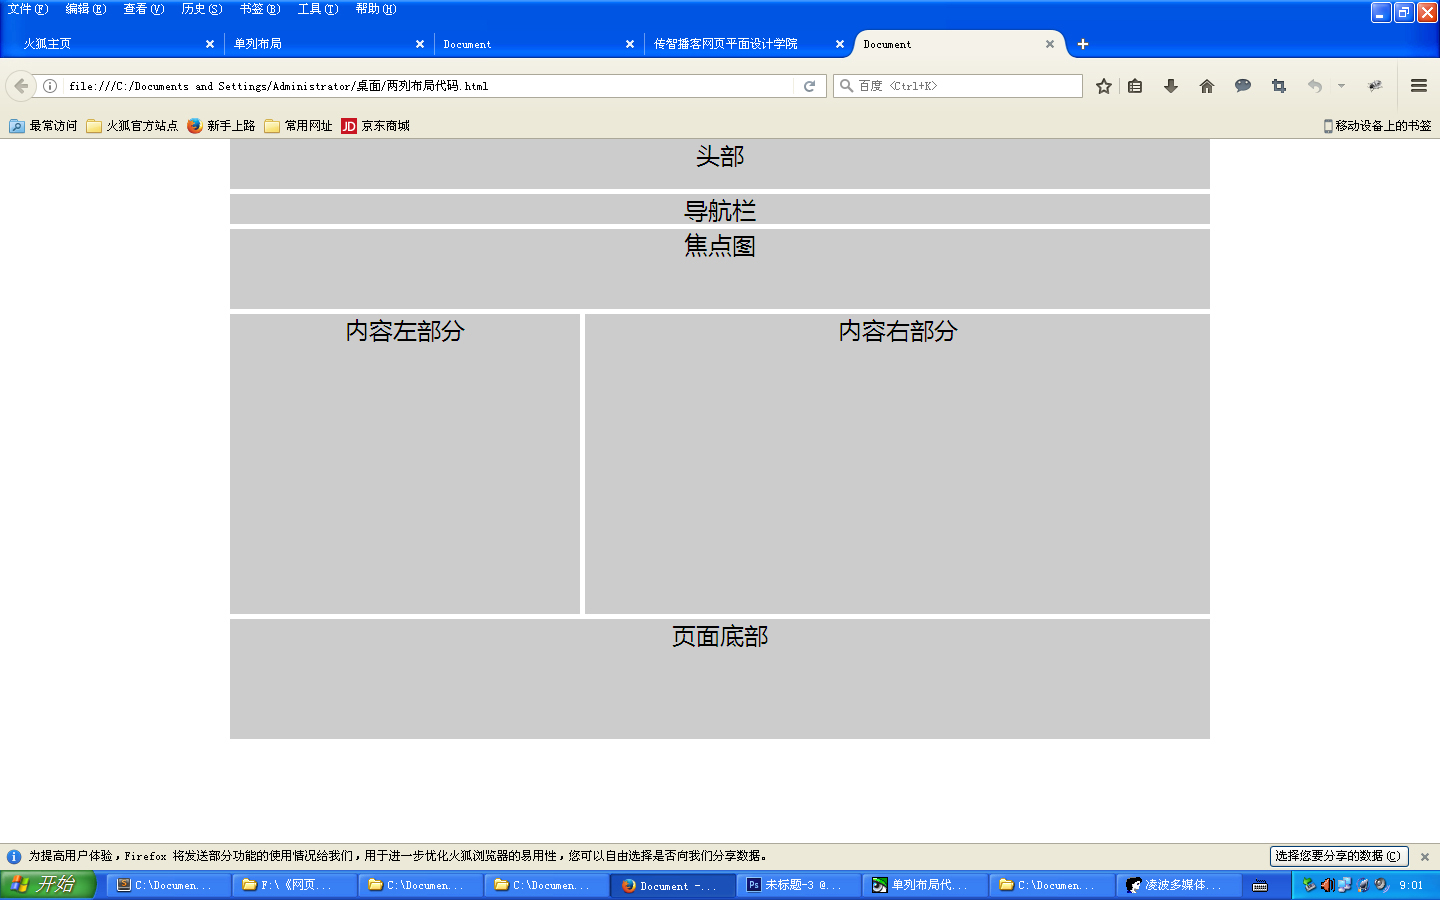 文件(F) 编辑(E) 查看(V) 历史(S) 书签(B) 工具(T) 帮助(H)
火狐主页 单列布局 Document 传智播客网页平面设计学院 Document
file:///C:/Documents and Settings/Administrator/桌面/两列布局代码.html 百度 <Ctrl+K>
最常访问 火狐官方站点 新手上路 常用网址 JD 京东商城 移动设备上的书签
头部
导航栏
焦点图
内容左部分 内容右部分
页面底部
为提高用户体验，Firefox 将发送部分功能的使用情况给我们，用于进一步优化火狐浏览器的易用性，您可以自由选择是否向我们分享数据。 选择您要分享的数据(C)
开始 C:\Documen... F:\《网页... C:\Documen... C:\Documen... Document -... Ps 未标题-3 @... 单列布局代... C:\Documen... 凌波多媒体... 9:01